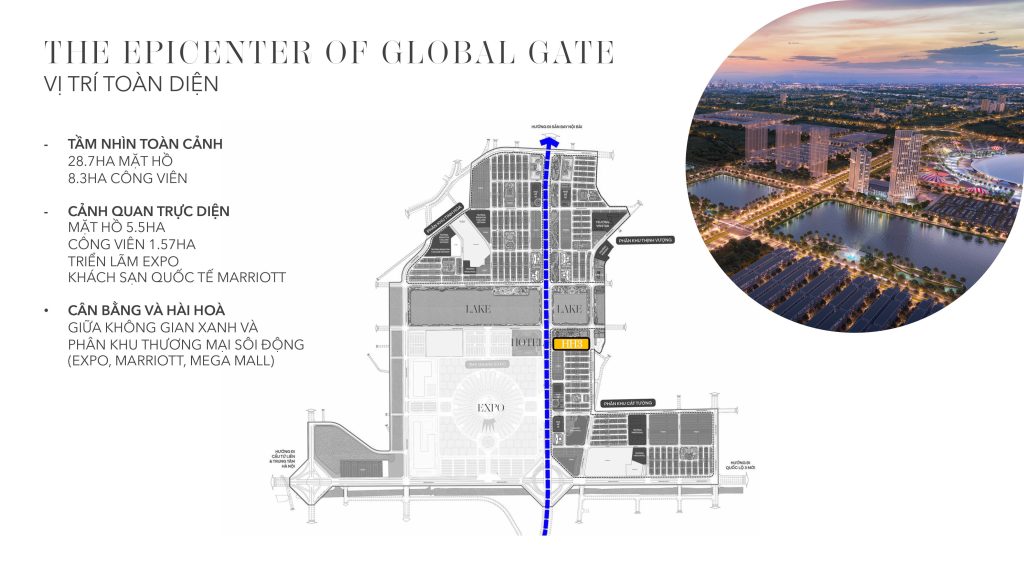 THE EPICENTER OF GLOBAL GATE
VỊ TRÍ TOÀN DIỆN
- TẦM NHÌN TOÀN CẢNH
28.7HA MẶT HỒ
8.3HA CÔNG VIÊN
- CẢNH QUAN TRỰC DIỆN
MẶT HỒ 5.5HA
CÔNG VIÊN 1.57HA
TRIỂN LÃM EXPO
KHÁCH SẠN QUỐC TẾ MARRIOTT
• CÂN BẰNG VÀ HÀI HOÀ
GIỮA KHÔNG GIAN XANH VÀ
PHÂN KHU THƯƠNG MẠI SÔI ĐỘNG
(EXPO, MARRIOTT, MEGA MALL)
HƯỚNG ĐI SÂN BAY NỘI BÀI
PHÂN KHU TINH HOA
PHÂN KHU THỊNH VƯỢNG
LAKE
LAKE
HOTEL
HH3
EXPO
PHÂN KHU CÁT TƯỜNG
HƯỚNG ĐI
CẦU TỨ LIÊN
& TRUNG TÂM
HÀ NỘI
HƯỚNG ĐI
QUỐC LỘ 3 MỚI